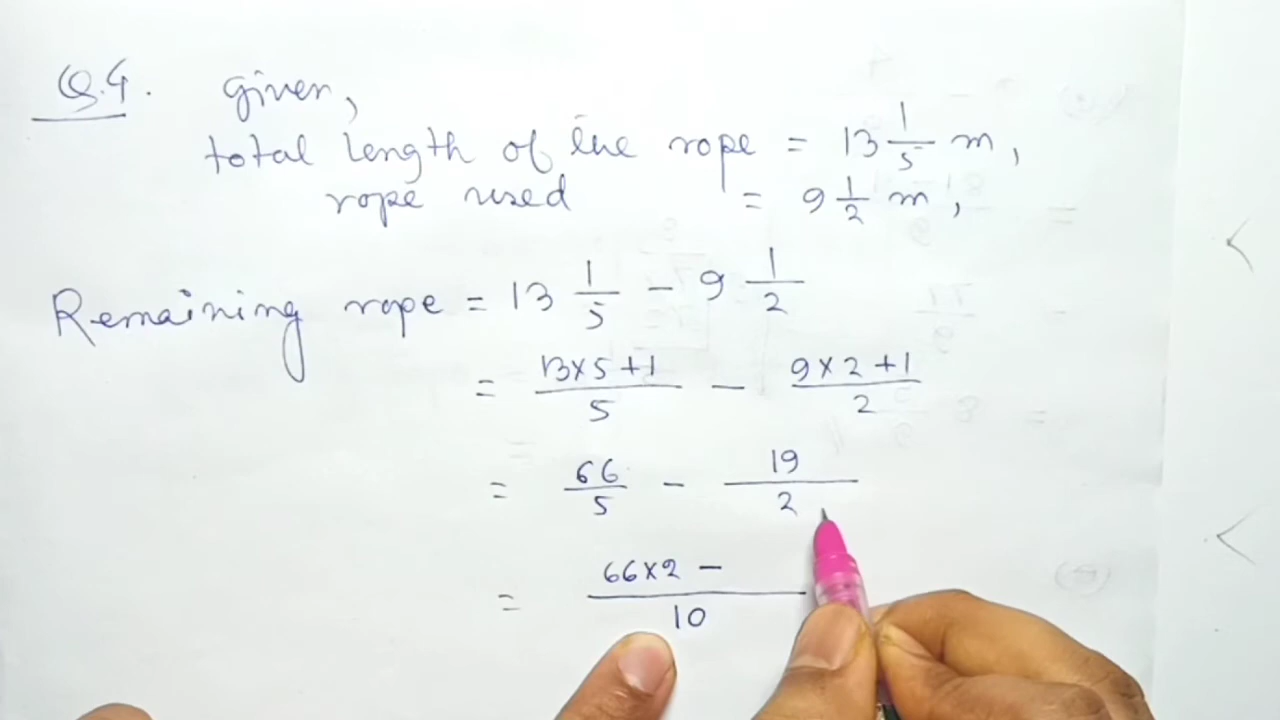 Q.4. given,
total length of the rope = 13 1/5 m,
rope used = 9 1/2 m,
Remaining rope = 13 1/5 - 9 1/2
= 13×5+1/5 - 9×2+1/2
= 66/5 - 19/2
= 66×2 - /10